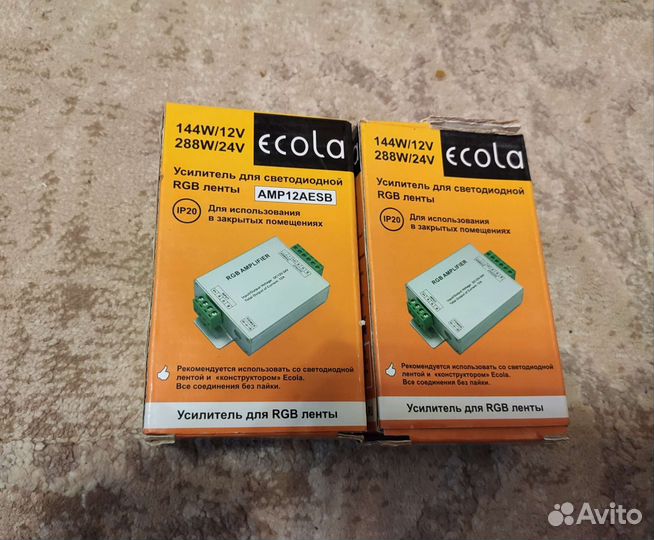 144W/12V
288W/24V
ecola
Усилитель для светодиодной
RGB ленты
AMP12AESB
IP20
Для использования
в закрытых помещениях
RGB AMPLIFIER
Рекомендуется использовать со светодиодной
лентой и «конструктором» Ecola.
Все соединения без пайки.
Усилитель для RGB ленты
144W/12V
288W/24V
ecola
Усилитель для светодиодной
RGB ленты
IP20
Для использования
в закрытых помещениях
RGB AMPLIFIER
Рекомендуется использовать со светодиодной
лентой и «конструктором» Ecola.
Все соединения без пайки.
Усилитель для RGB ленты
Avito